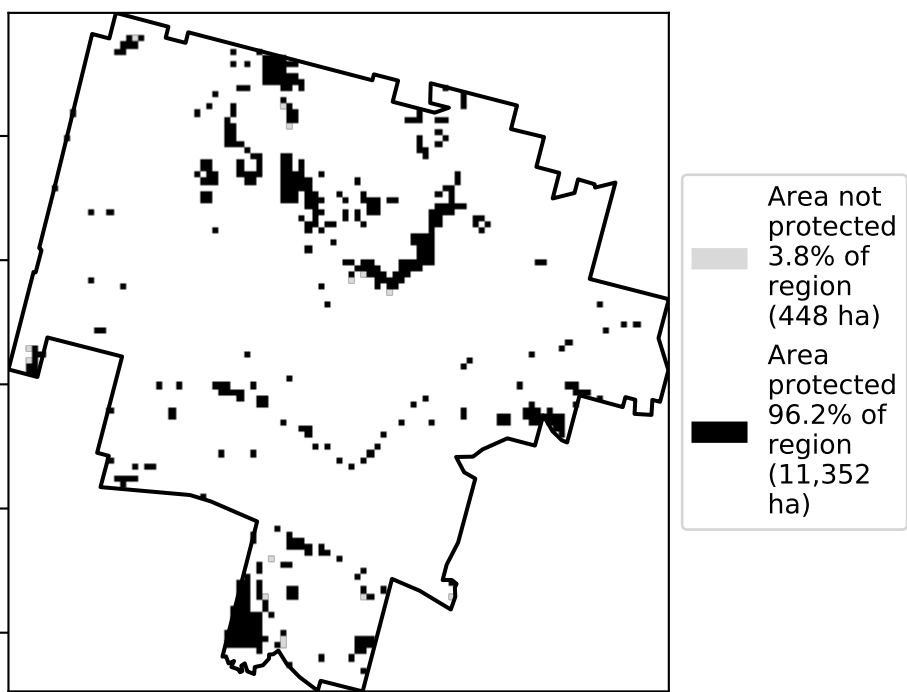 Area not
protected
3.8% of
region
(448 ha)
Area
protected
96.2% of
region
(11,352
ha)